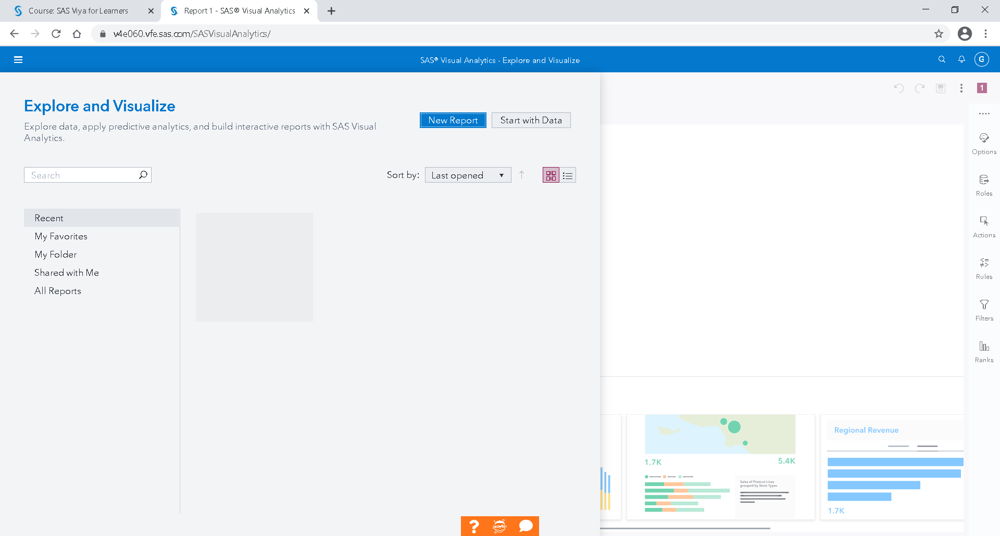 Course: SAS Viya for Learners
Report 1 - SAS® Visual Analytics
v4e060.vfe.sas.com/SASVisualAnalytics/
SAS® Visual Analytics - Explore and Visualize
G
1
Explore and Visualize
Explore data, apply predictive analytics, and build interactive reports with SAS Visual
Analytics.
New Report
Start with Data
Search
Sort by:
Last opened
Recent
My Favorites
My Folder
Shared with Me
All Reports
Options
Roles
Actions
Rules
Filters
Ranks
1.7K
5.4K
Sales of Product Lines
grouped by Store Types
Regional Revenue
1.7K
?
jupyter